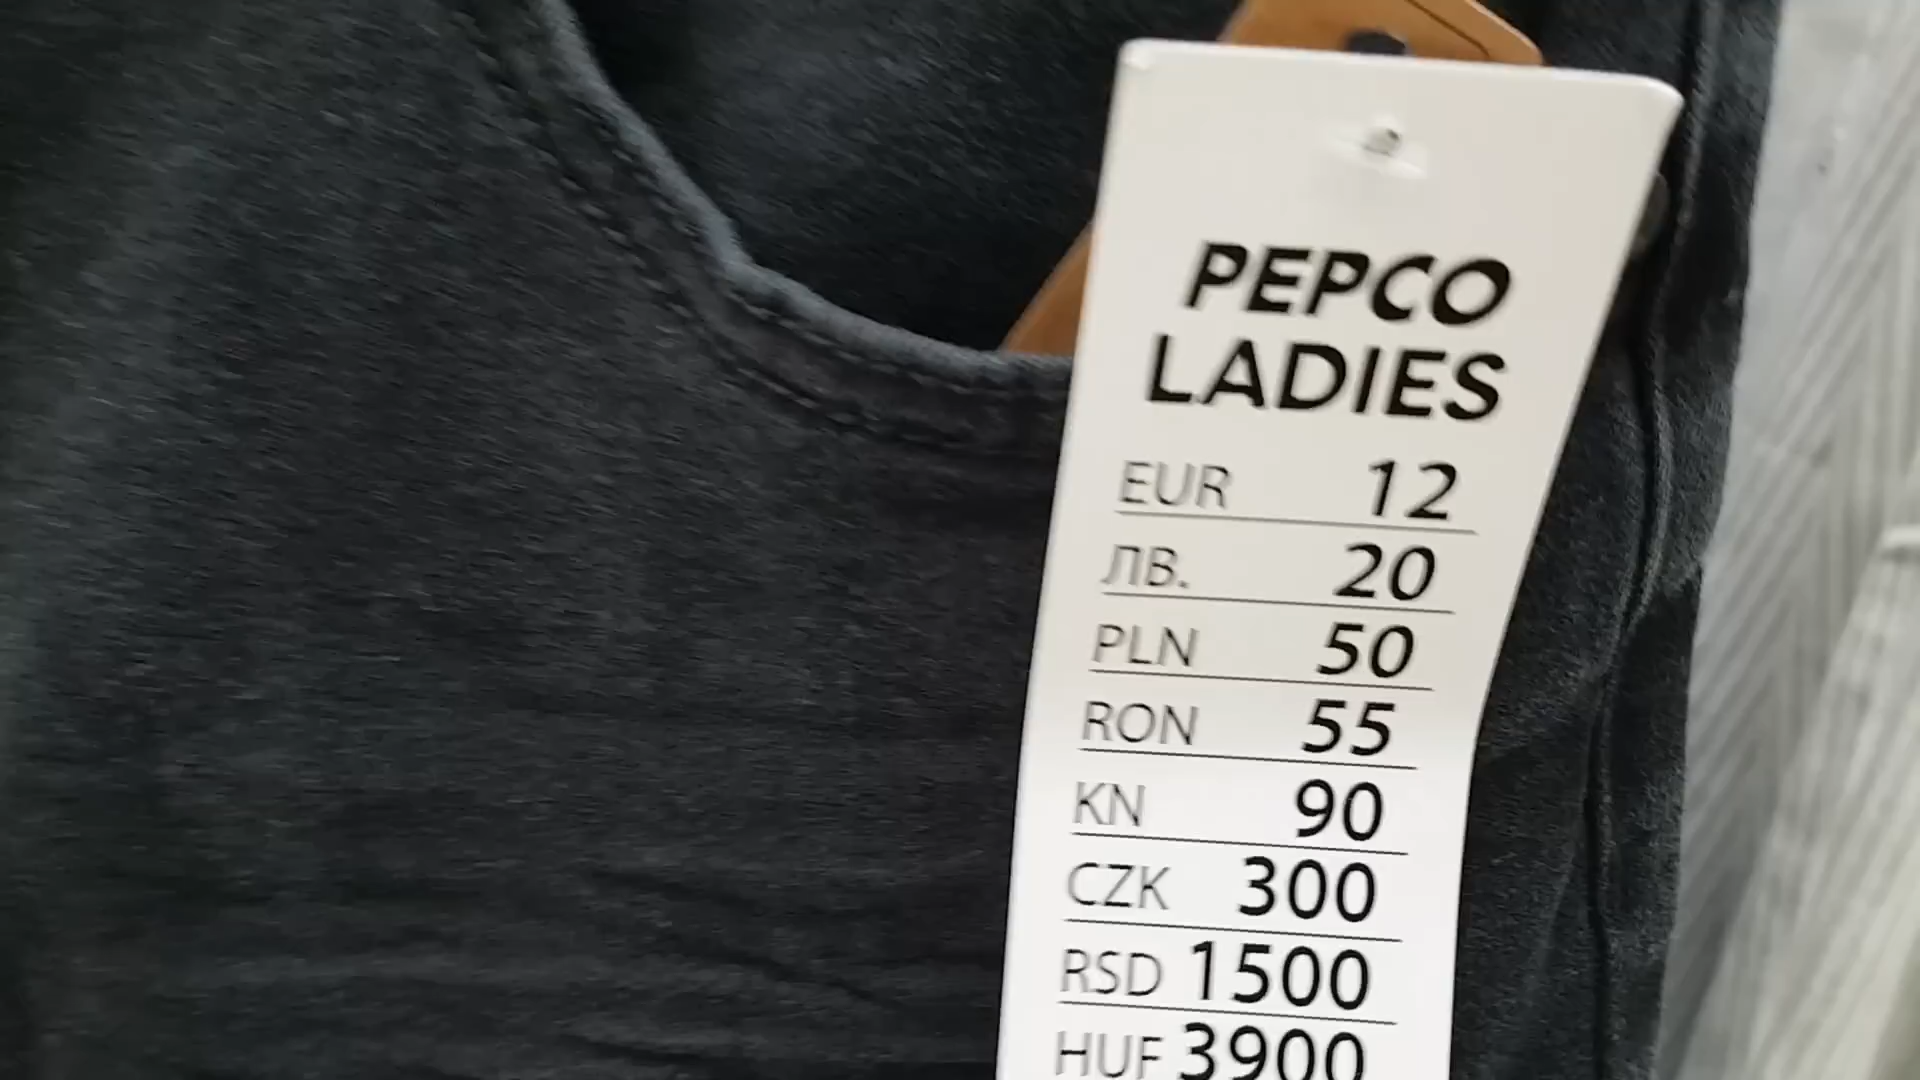 PEPCO
LADIES
EUR 12
ЛВ. 20
PLN 50
RON 55
KN 90
CZK 300
RSD 1500
HUF 3900